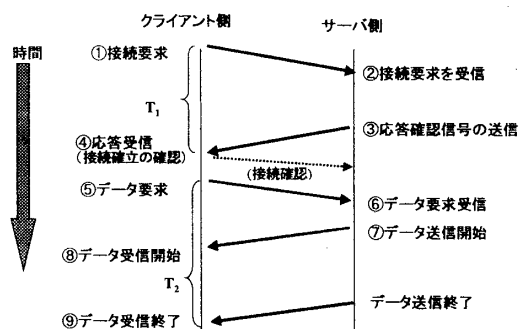 クライアント側
サーバ側
時間
①接続要求
②接続要求を受信
T1
③応答確認信号の送信
④応答受信
(接続確立の確認)
(接続確認)
⑤データ要求
⑥データ要求受信
⑦データ送信開始
⑧データ受信開始
T2
データ送信終了
⑨データ受信終了